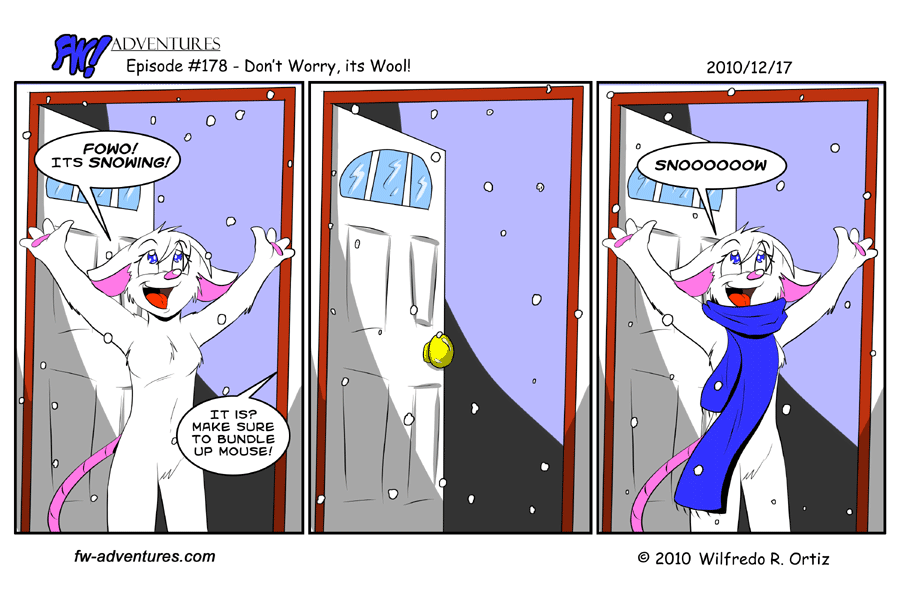 FW! ADVENTURES
Episode #178 - Don't Worry, its Wool!
2010/12/17
FOWO!
ITS SNOWING!
IT IS?
MAKE SURE
TO BUNDLE
UP MOUSE!
SNOOOOOOW
fw-adventures.com
© 2010 Wilfredo R. Ortiz